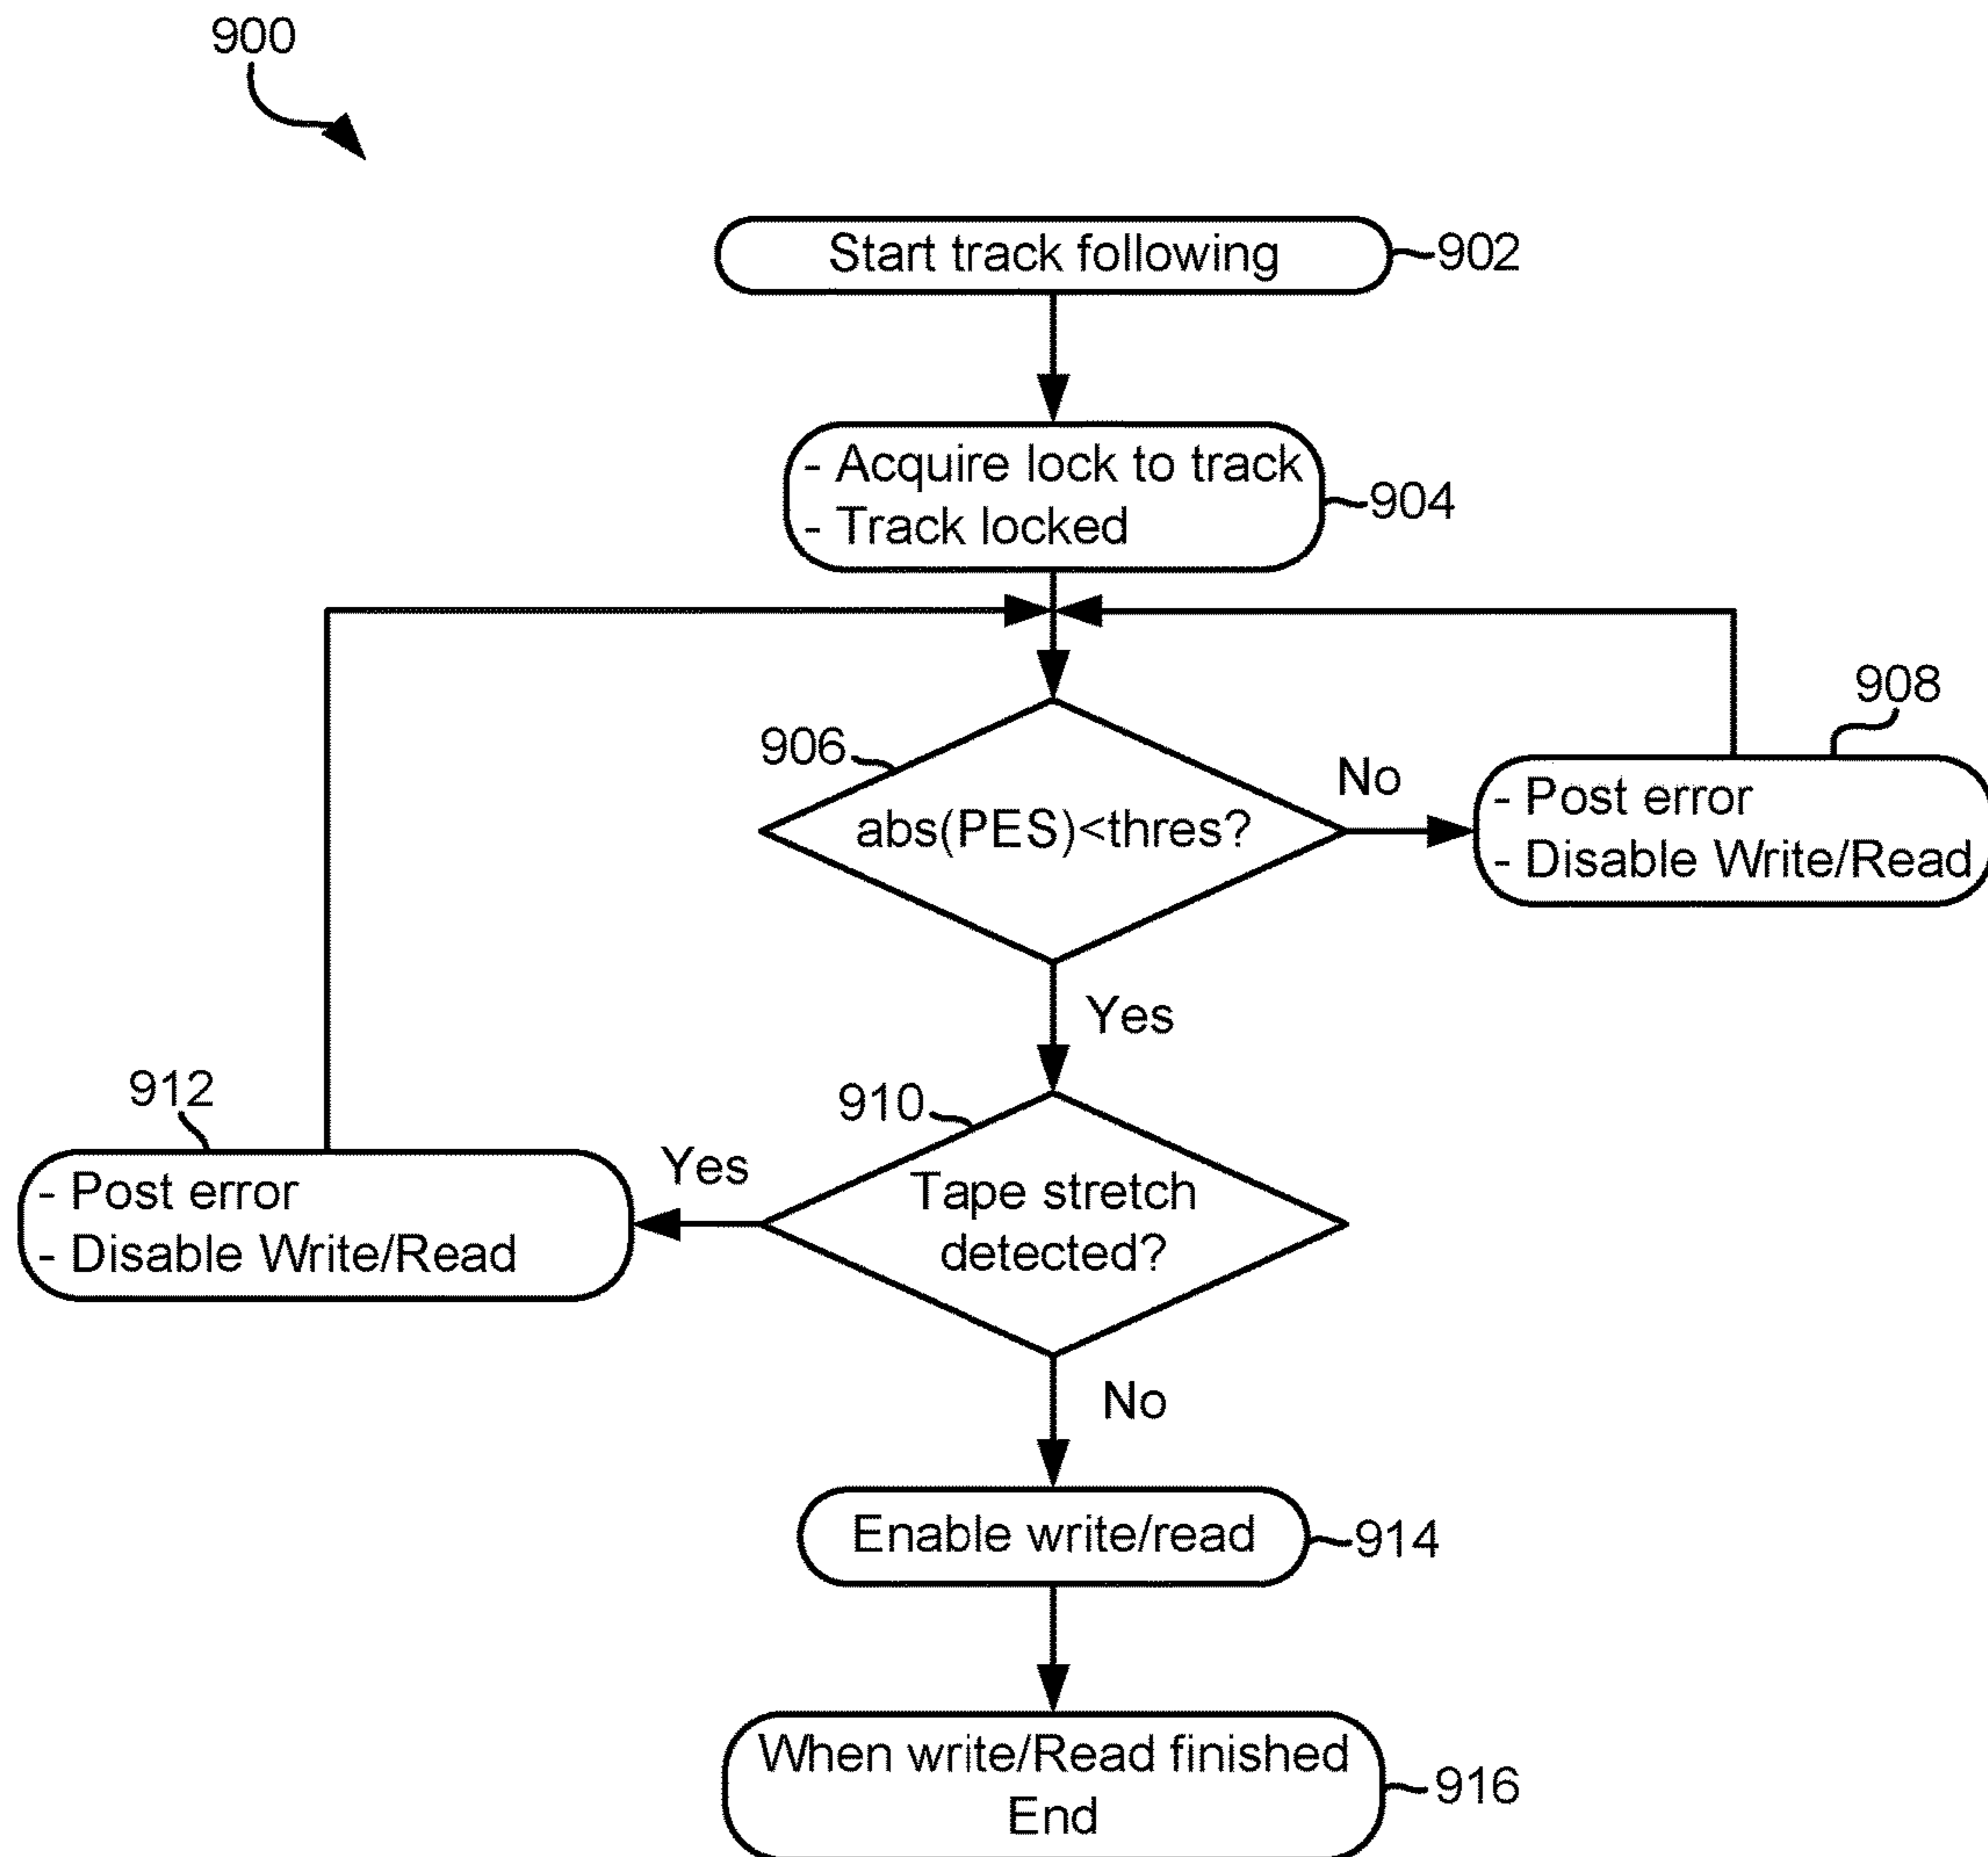 900
Start track following
902
- Acquire lock to track
- Track locked
904
906
abs(PES)<thres?
No
908
- Post error
- Disable Write/Read
Yes
910
Tape stretch
detected?
Yes
912
- Post error
- Disable Write/Read
No
Enable write/read
914
When write/Read finished
End
916